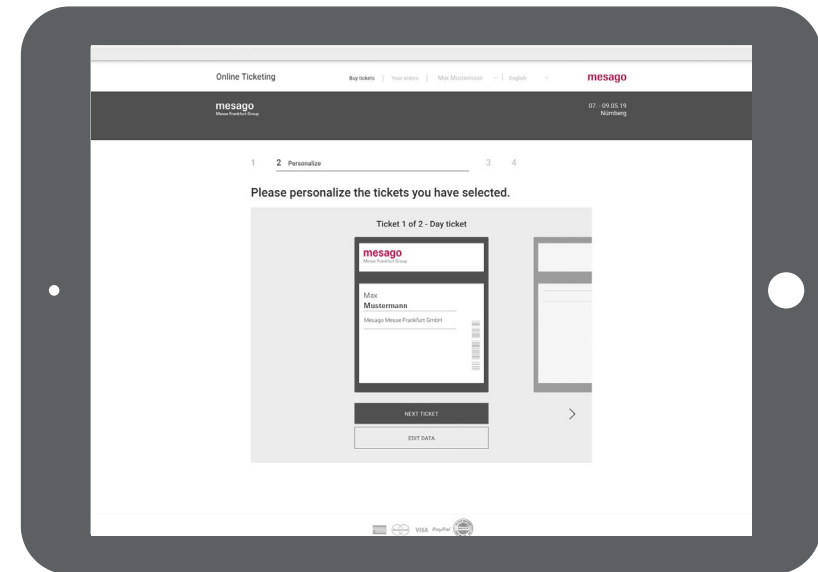 Online Ticketing
Buy tickets | Your orders | Max Mustermann | English
mesago
mesago
Messe Frankfurt Group
07. - 09.05.19
Nürnberg
1 2 Personalize 3 4
Please personalize the tickets you have selected.
Ticket 1 of 2 - Day ticket
mesago
Messe Frankfurt Group
Max
Mustermann
Mesago Messe Frankfurt GmbH
NEXT TICKET
EDIT DATA
VISA PayPal